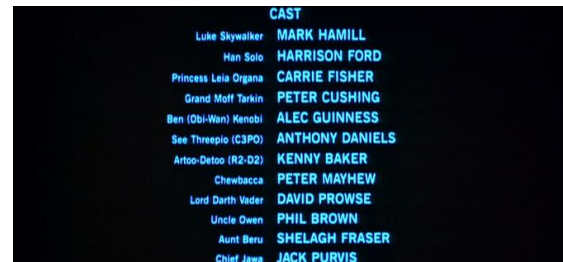 CAST
Luke Skywalker MARK HAMILL
Han Solo HARRISON FORD
Princess Leia Organa CARRIE FISHER
Grand Moff Tarkin PETER CUSHING
Ben (Obi-Wan) Kenobi ALEC GUINNESS
See Threepio (C3PO) ANTHONY DANIELS
Artoo-Detoo (R2-D2) KENNY BAKER
Chewbacca PETER MAYHEW
Lord Darth Vader DAVID PROWSE
Uncle Owen PHIL BROWN
Aunt Beru SHELAGH FRASER
Chief Jawa JACK PURVIS